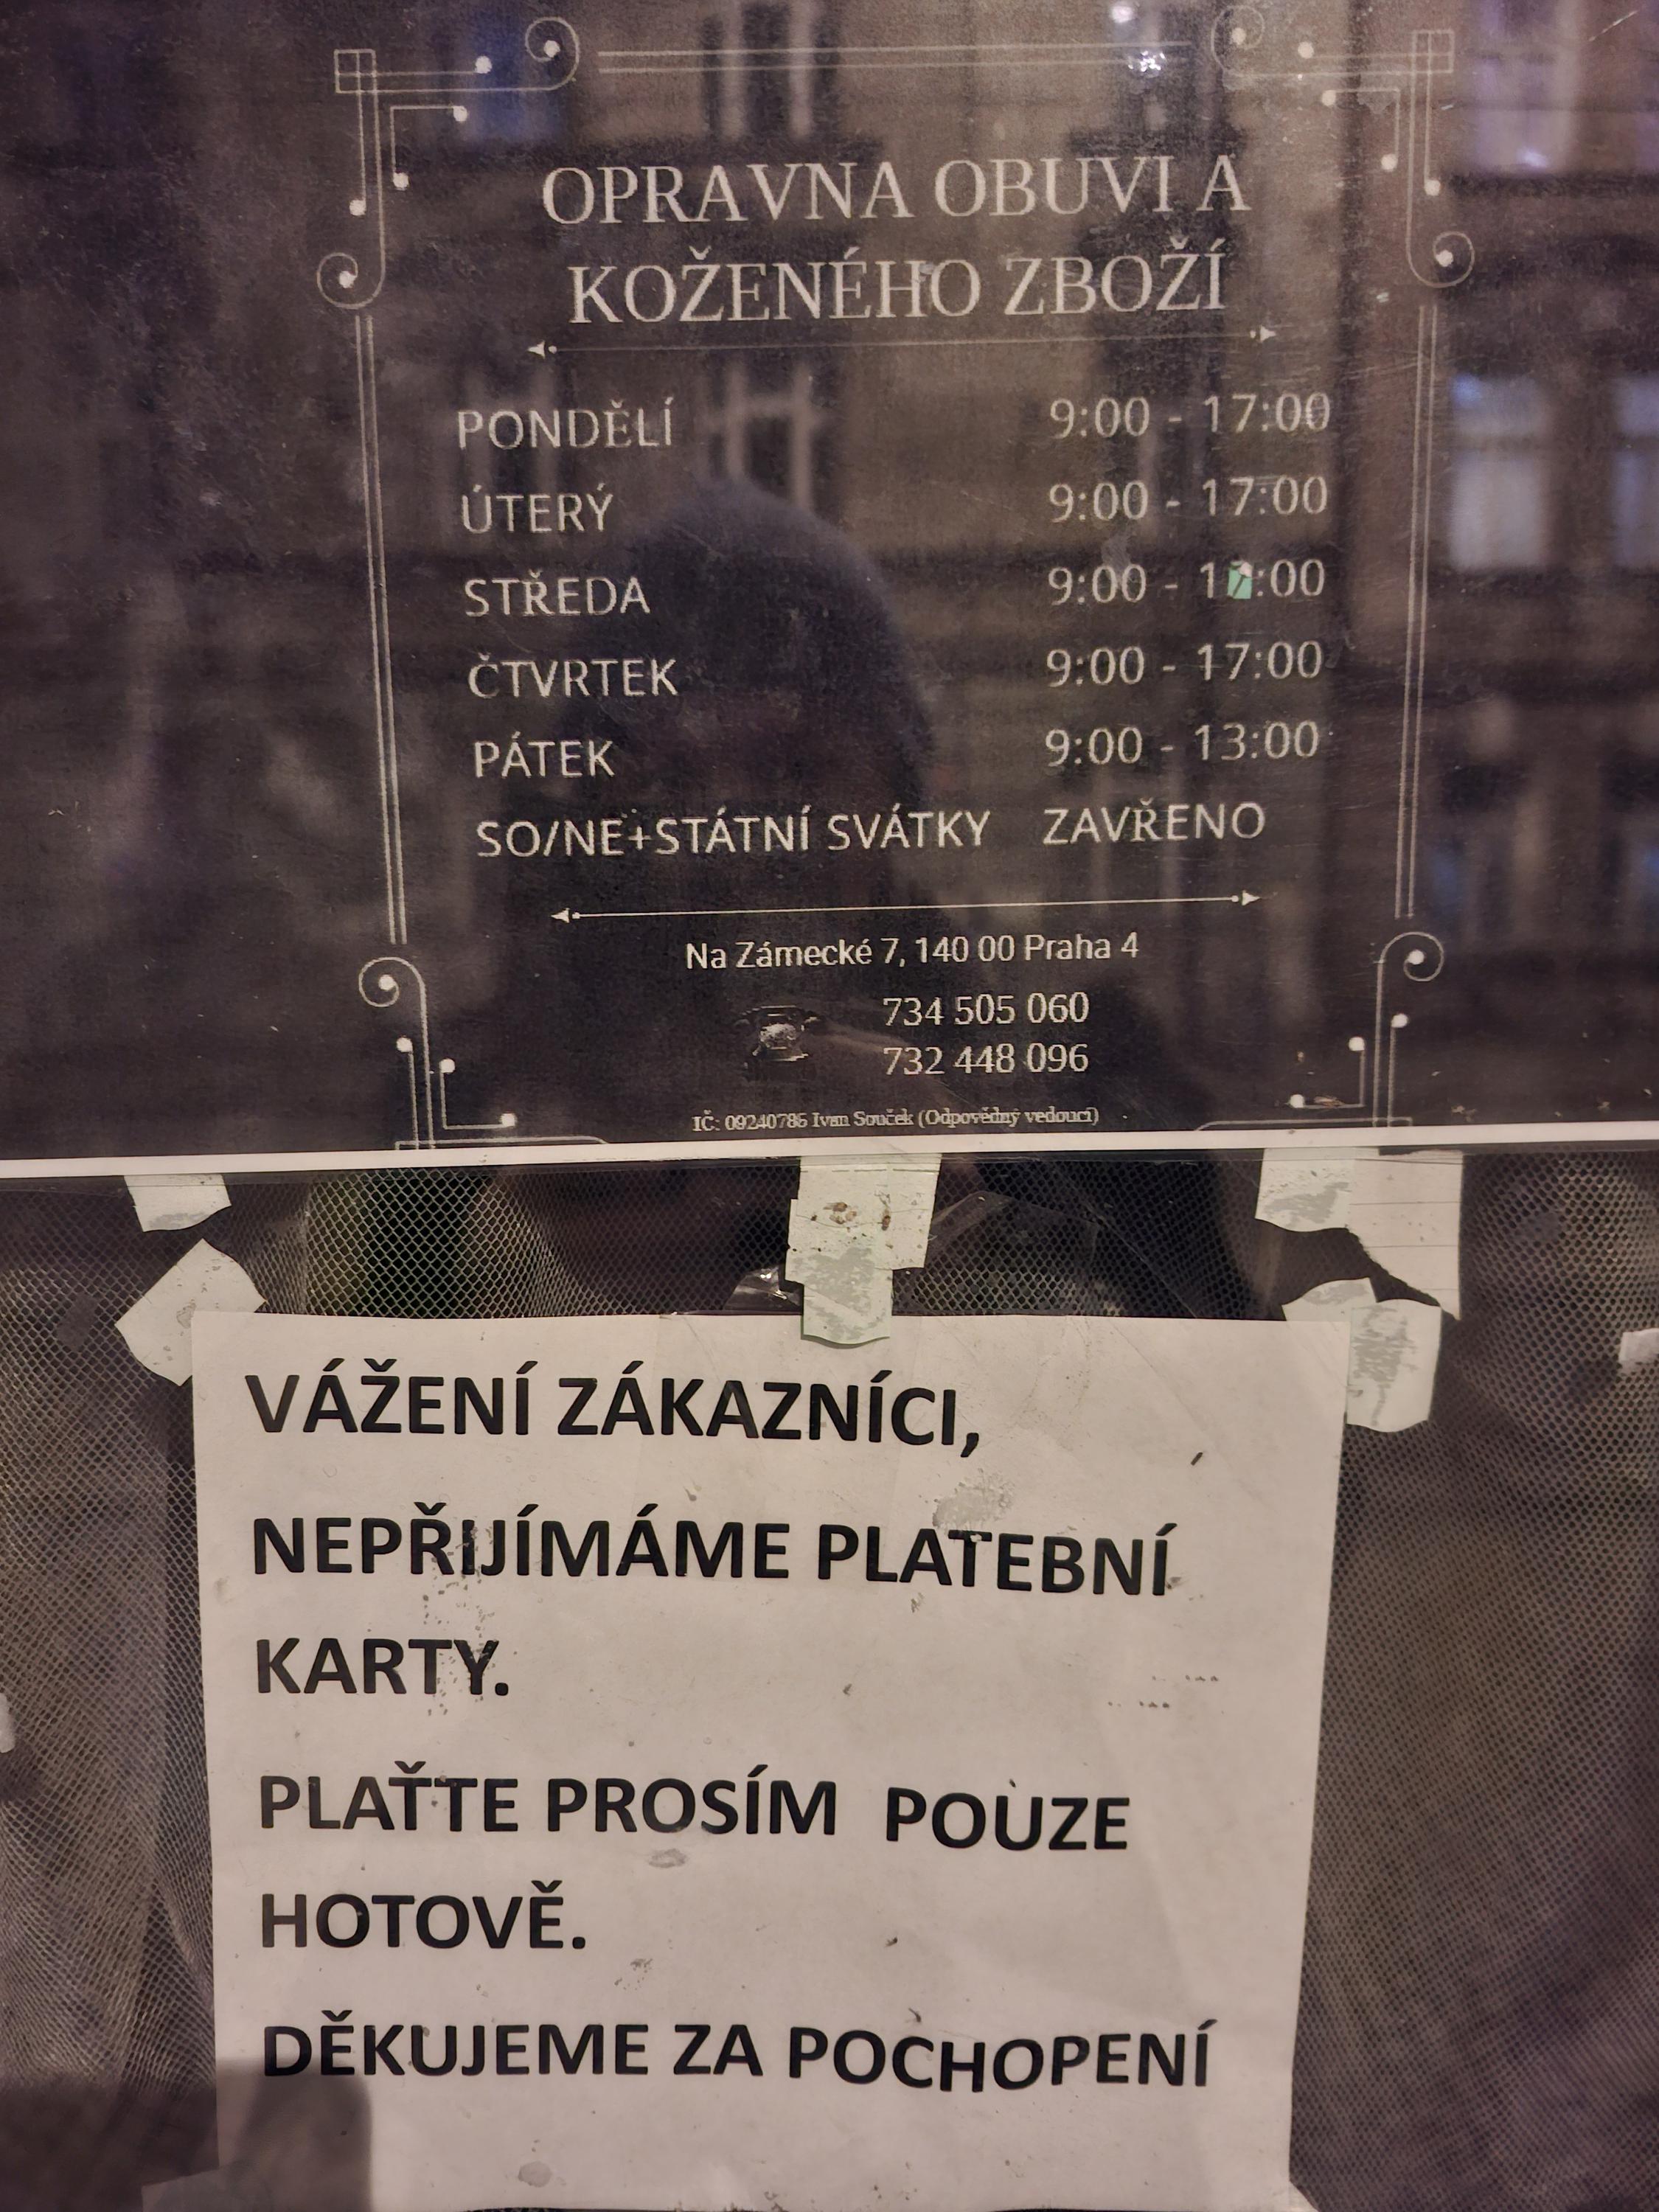 OPRAVNA OBUVI A
KOŽENÉHO ZBOŽÍ
PONDĚLÍ 9:00 - 17:00
ÚTERÝ 9:00 - 17:00
STŘEDA 9:00 - 17:00
ČTVRTEK 9:00 - 17:00
PÁTEK 9:00 - 13:00
SO/NE+STÁTNÍ SVÁTKY ZAVŘENO
Na Zámecké 7, 140 00 Praha 4
734 505 060
732 448 096
IČ: 09240786 Ivan Souček (Odpovědný vedoucí)
VÁŽENÍ ZÁKAZNÍCI,
NEPŘIJÍMÁME PLATEBNÍ
KARTY.
PLAŤTE PROSÍM POUZE
HOTOVĚ.
DĚKUJEME ZA POCHOPENÍ